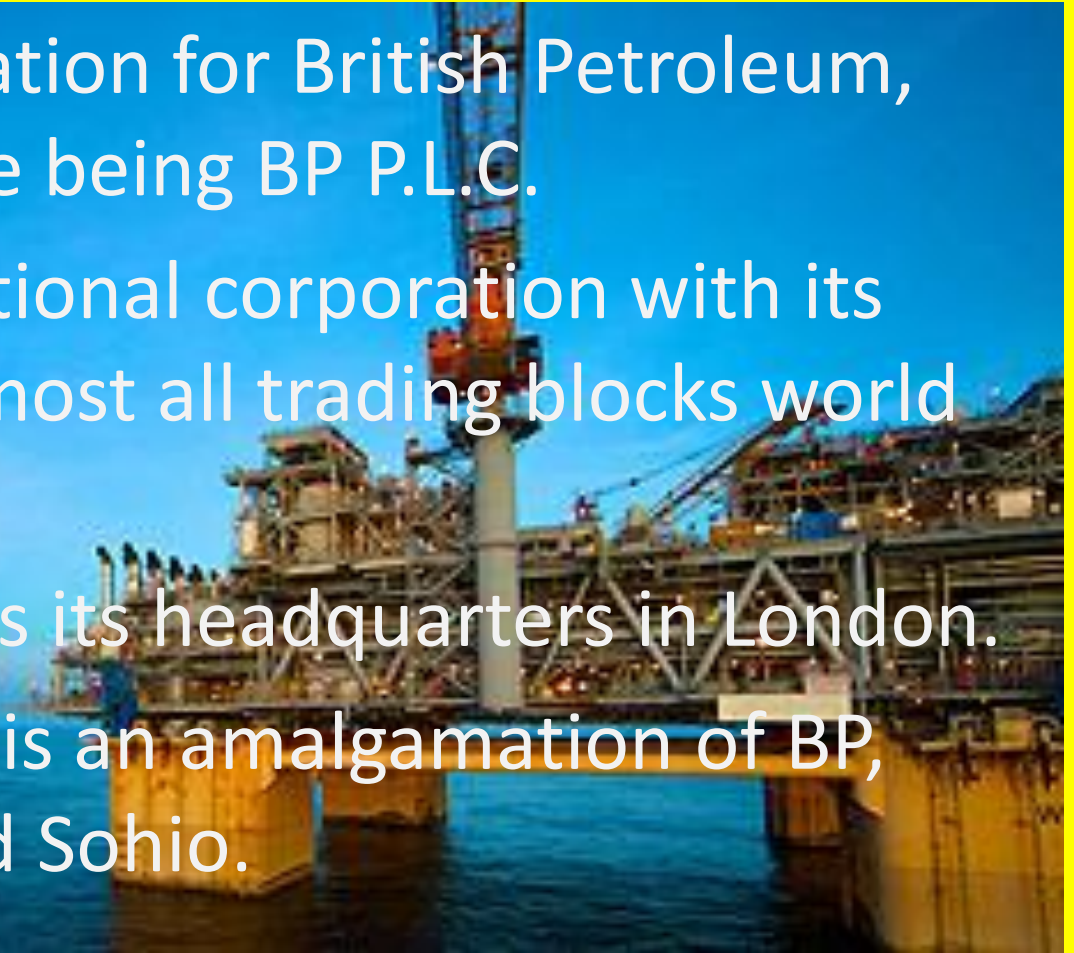 ation for British Petroleum,
e being BP P.L.C.
tional corporation with its
most all trading blocks world
s its headquarters in London.
is an amalgamation of BP,
d Sohio.